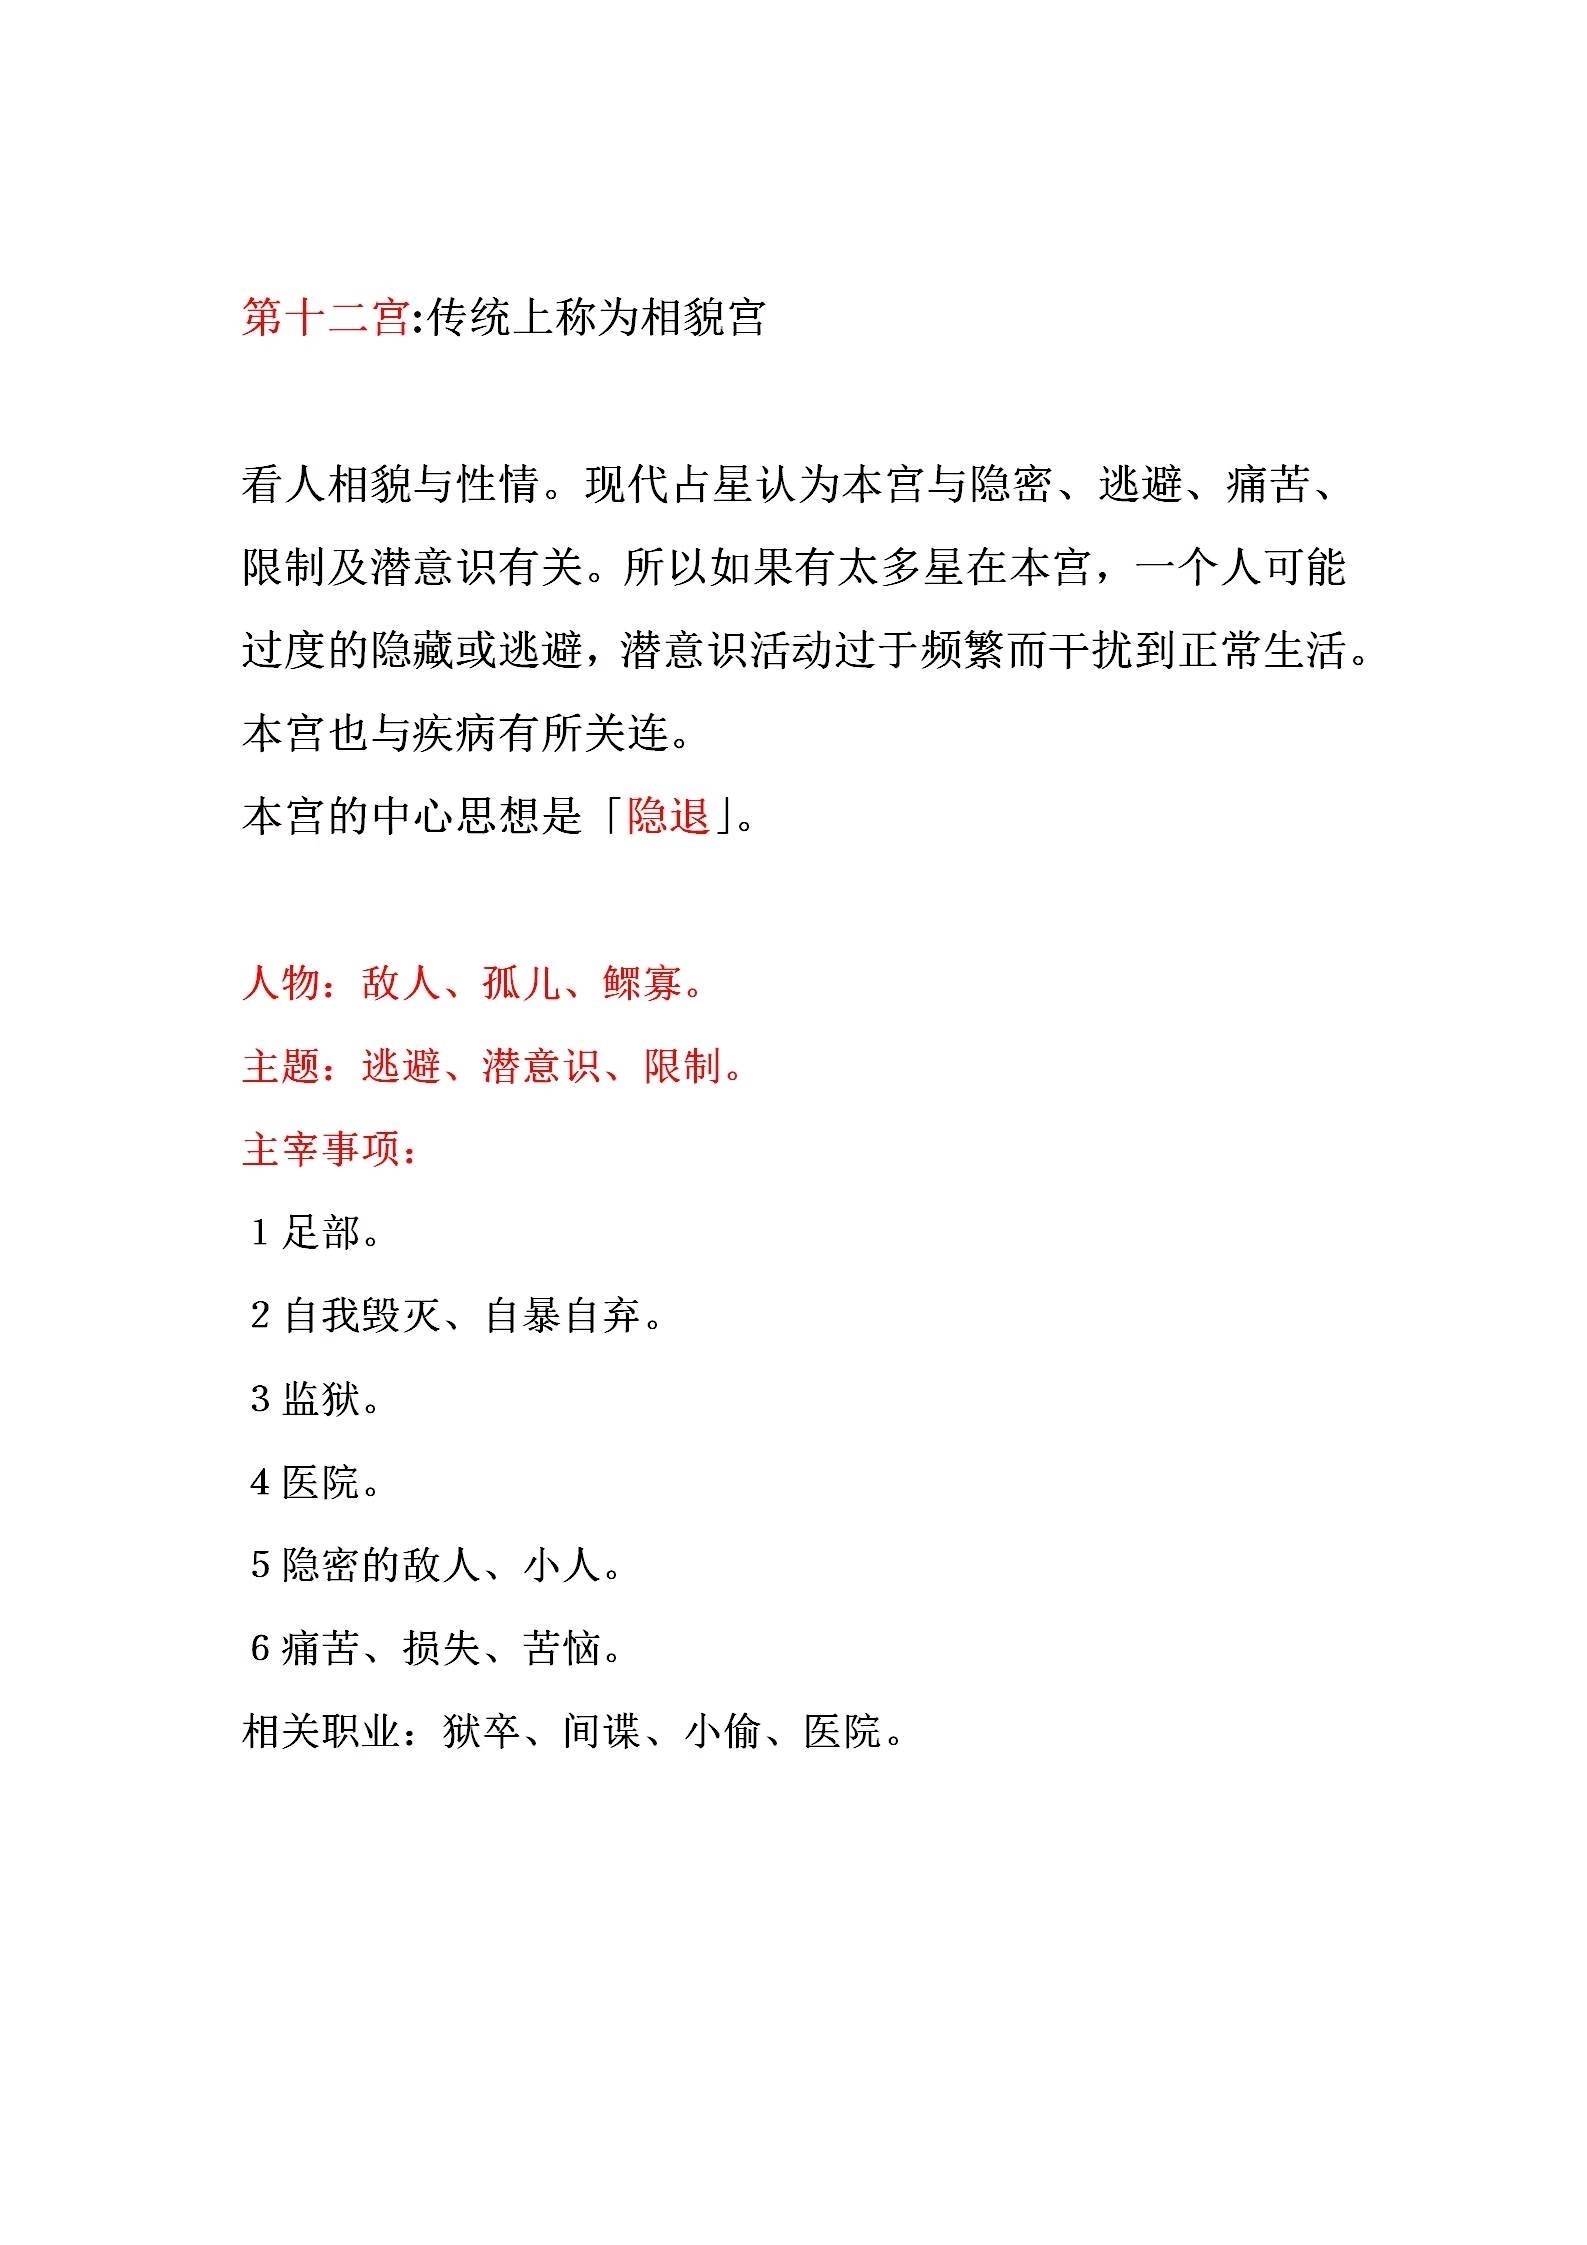 第十二宫:传统上称为相貌宫
看人相貌与性情。现代占星认为本宫与隐密、逃避、痛苦、
限制及潜意识有关。所以如果有太多星在本宫，一个人可能
过度的隐藏或逃避，潜意识活动过于频繁而干扰到正常生活。
本宫也与疾病有所关连。
本宫的中心思想是「隐退」。
人物：敌人、孤儿、鳏寡。
主题：逃避、潜意识、限制。
主宰事项：
1 足部。
2 自我毁灭、自暴自弃。
3 监狱。
4 医院。
5 隐密的敌人、小人。
6 痛苦、损失、苦恼。
相关职业：狱卒、间谍、小偷、医院。